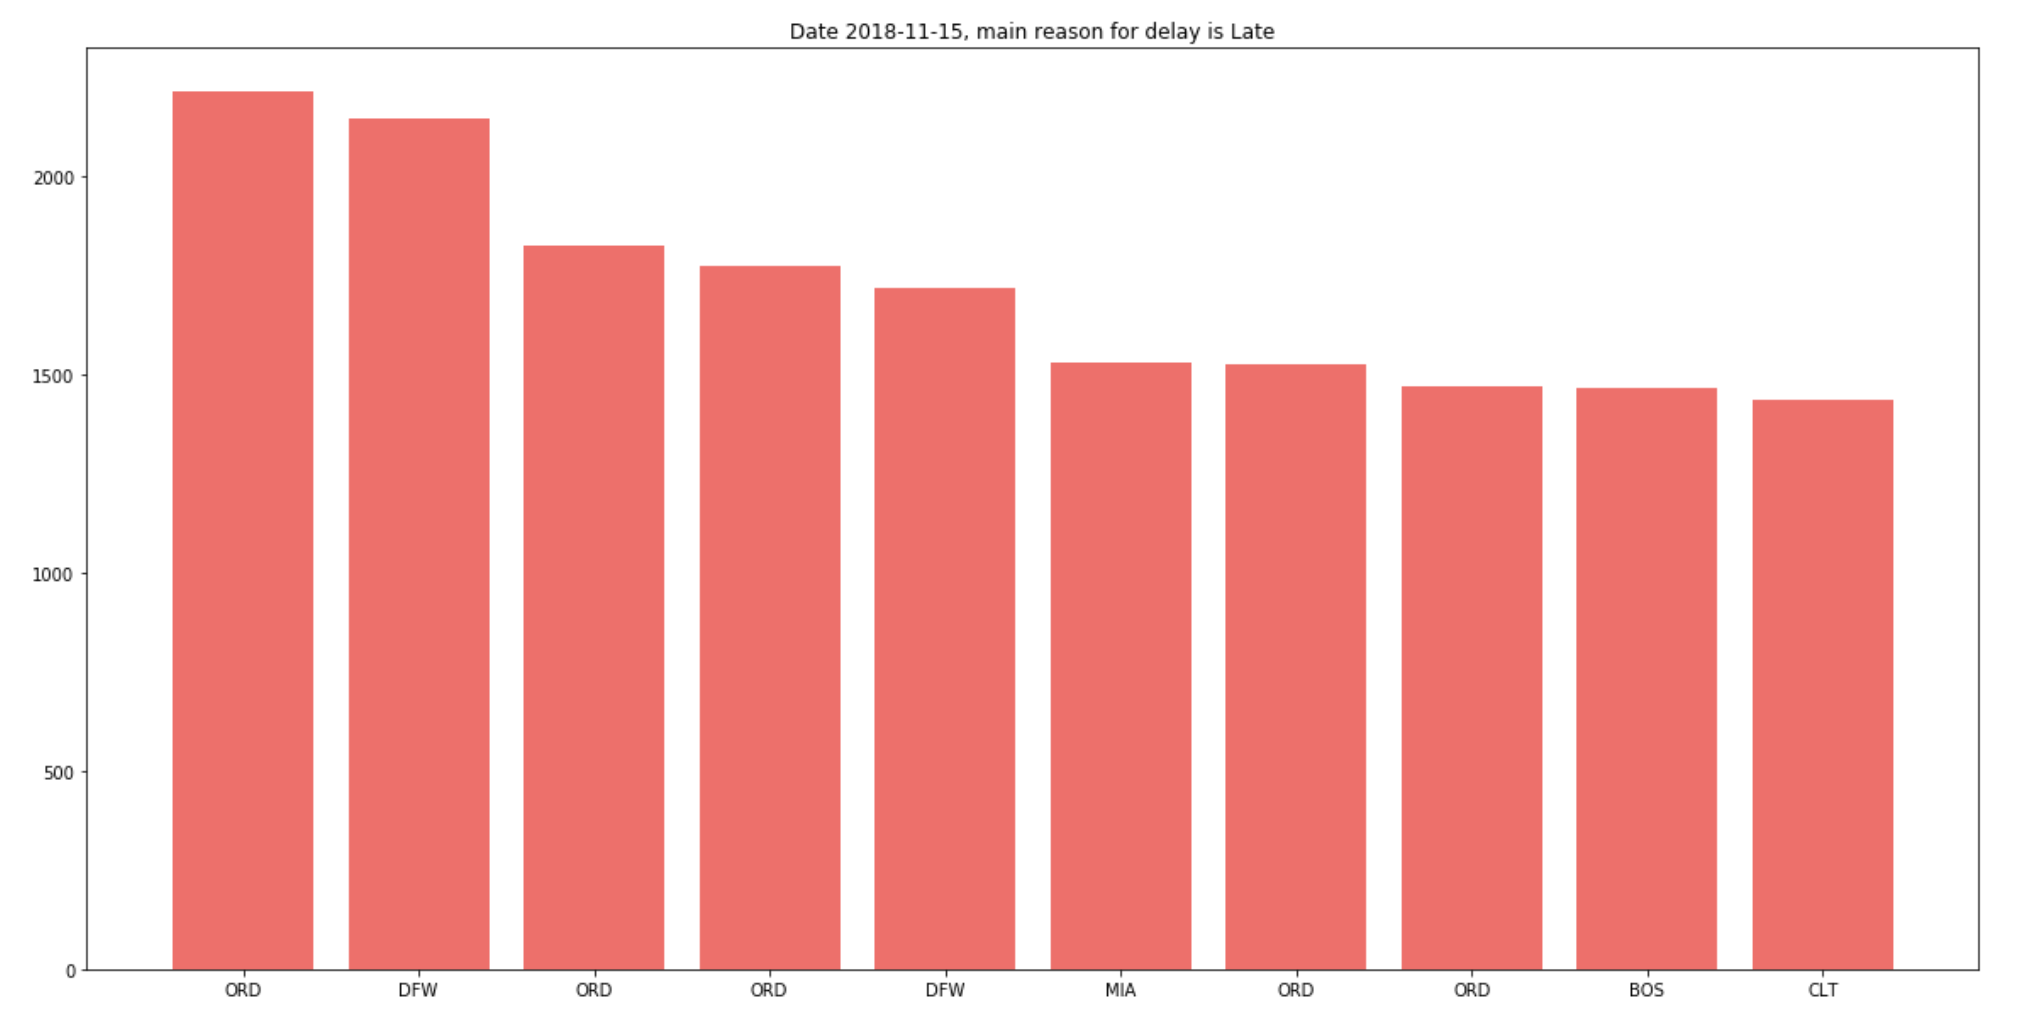 Date 2018-11-15, main reason for delay is Late
2000
1500
1000
500
0
ORD DFW ORD ORD DFW MIA ORD ORD BOS CLT